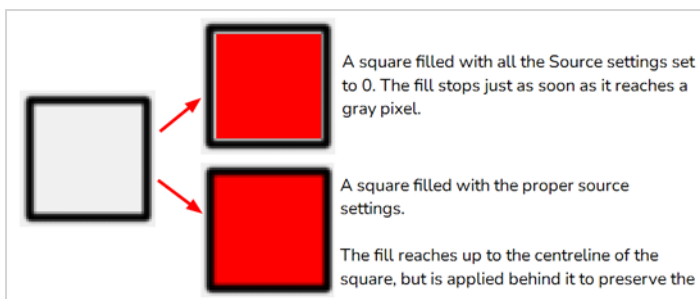 A square filled with all the Source settings set
to 0. The fill stops just as soon as it reaches a
gray pixel.
A square filled with the proper source
settings.
The fill reaches up to the centreline of the
square, but is applied behind it to preserve the